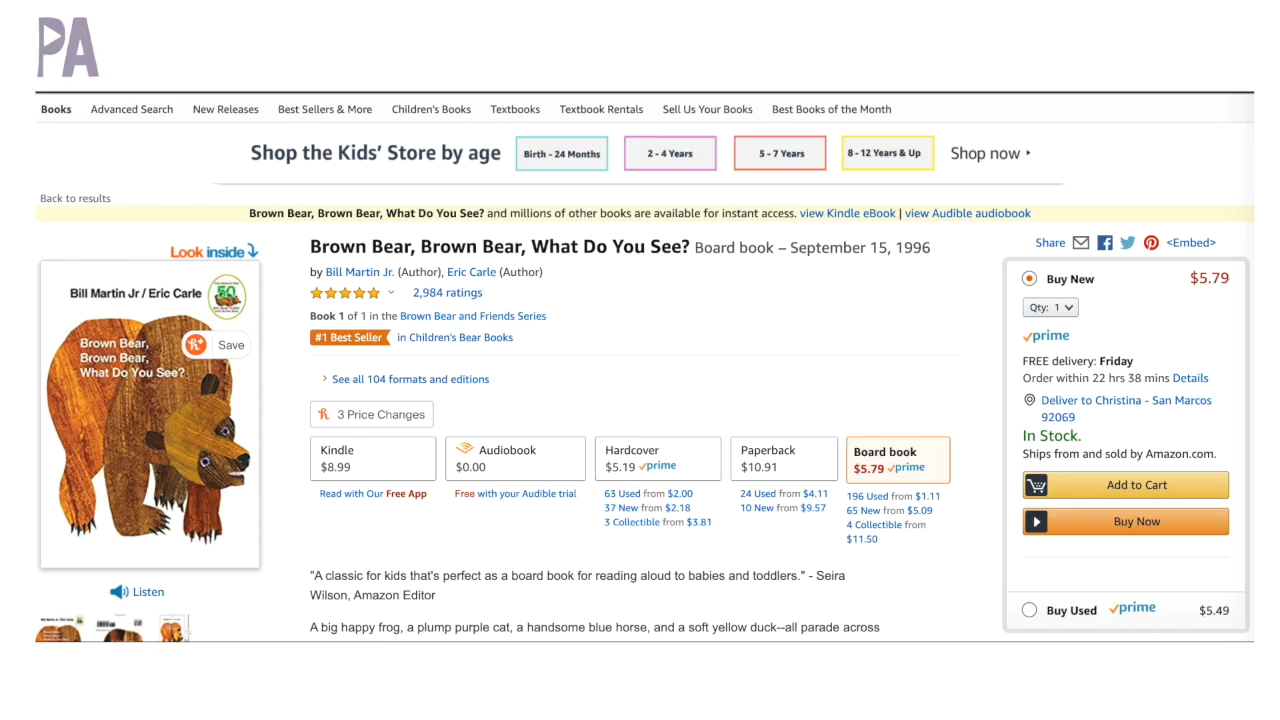 PA
Books Advanced Search New Releases Best Sellers & More Children's Books Textbooks Textbook Rentals Sell Us Your Books Best Books of the Month
Shop the Kids' Store by age Birth - 24 Months 2 - 4 Years 5 - 7 Years 8 - 12 Years & Up Shop now
Back to results
Brown Bear, Brown Bear, What Do You See? and millions of other books are available for instant access. view Kindle eBook | view Audible audiobook
Look inside
Bill Martin Jr / Eric Carle
50
Brown Bear,
Brown Bear,
What Do You See?
Save
Listen
Brown Bear, Brown Bear, What Do You See? Board book – September 15, 1996
by Bill Martin Jr. (Author), Eric Carle (Author)
2,984 ratings
Book 1 of 1 in the Brown Bear and Friends Series
#1 Best Seller in Children's Bear Books
See all 104 formats and editions
3 Price Changes
Kindle
$8.99
Read with Our Free App
Audiobook
$0.00
Free with your Audible trial
Hardcover
$5.19 prime
63 Used from $2.00
37 New from $2.18
3 Collectible from $3.81
Paperback
$10.91
24 Used from $4.11
10 New from $9.57
Board book
$5.79 prime
196 Used from $1.11
65 New from $5.09
4 Collectible from
$11.50
"A classic for kids that's perfect as a board book for reading aloud to babies and toddlers." - Seira
Wilson, Amazon Editor
A big happy frog, a plump purple cat, a handsome blue horse, and a soft yellow duck--all parade across
Share <Embed>
Buy New $5.79
Qty: 1
prime
FREE delivery: Friday
Order within 22 hrs 38 mins Details
Deliver to Christina - San Marcos
92069
In Stock.
Ships from and sold by Amazon.com.
Add to Cart
Buy Now
Buy Used prime $5.49